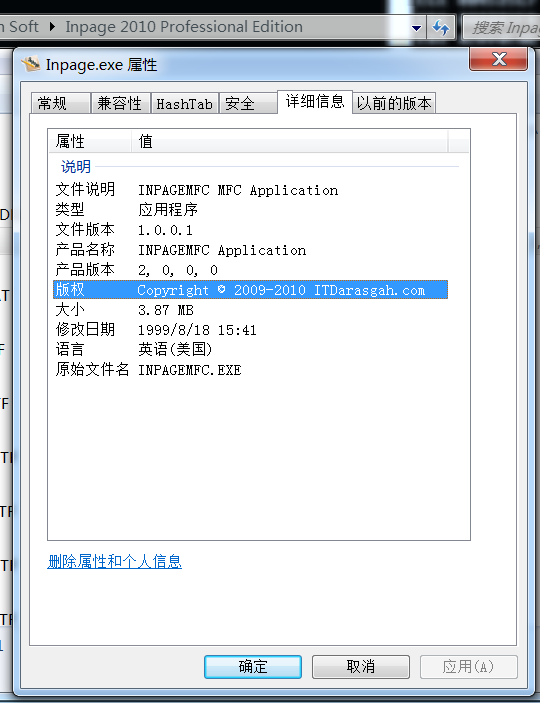 n Soft Inpage 2010 Professional Edition 搜索 Inpa
Inpage.exe 属性
常规 兼容性 HashTab 安全 详细信息 以前的版本
属性 值
说明
文件说明 INPAGEMFC MFC Application
类型 应用程序
文件版本 1.0.0.1
产品名称 INPAGEMFC Application
产品版本 2, 0, 0, 0
版权 Copyright © 2009-2010 ITDarasgah.com
大小 3.87 MB
修改日期 1999/8/18 15:41
语言 英语(美国)
原始文件名 INPAGEMFC.EXE
删除属性和个人信息
确定 取消 应用(A)